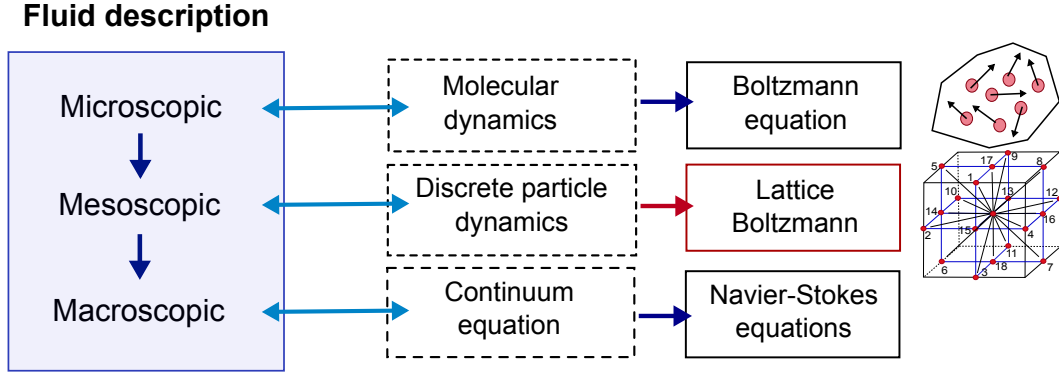 Fluid description
Microscopic
Molecular
dynamics
Boltzmann
equation
Mesoscopic
Discrete particle
dynamics
Lattice
Boltzmann
Macroscopic
Continuum
equation
Navier-Stokes
equations
9
5
17
8
1
10
13
12
14
16
2
15
4
11
6
3
18
7